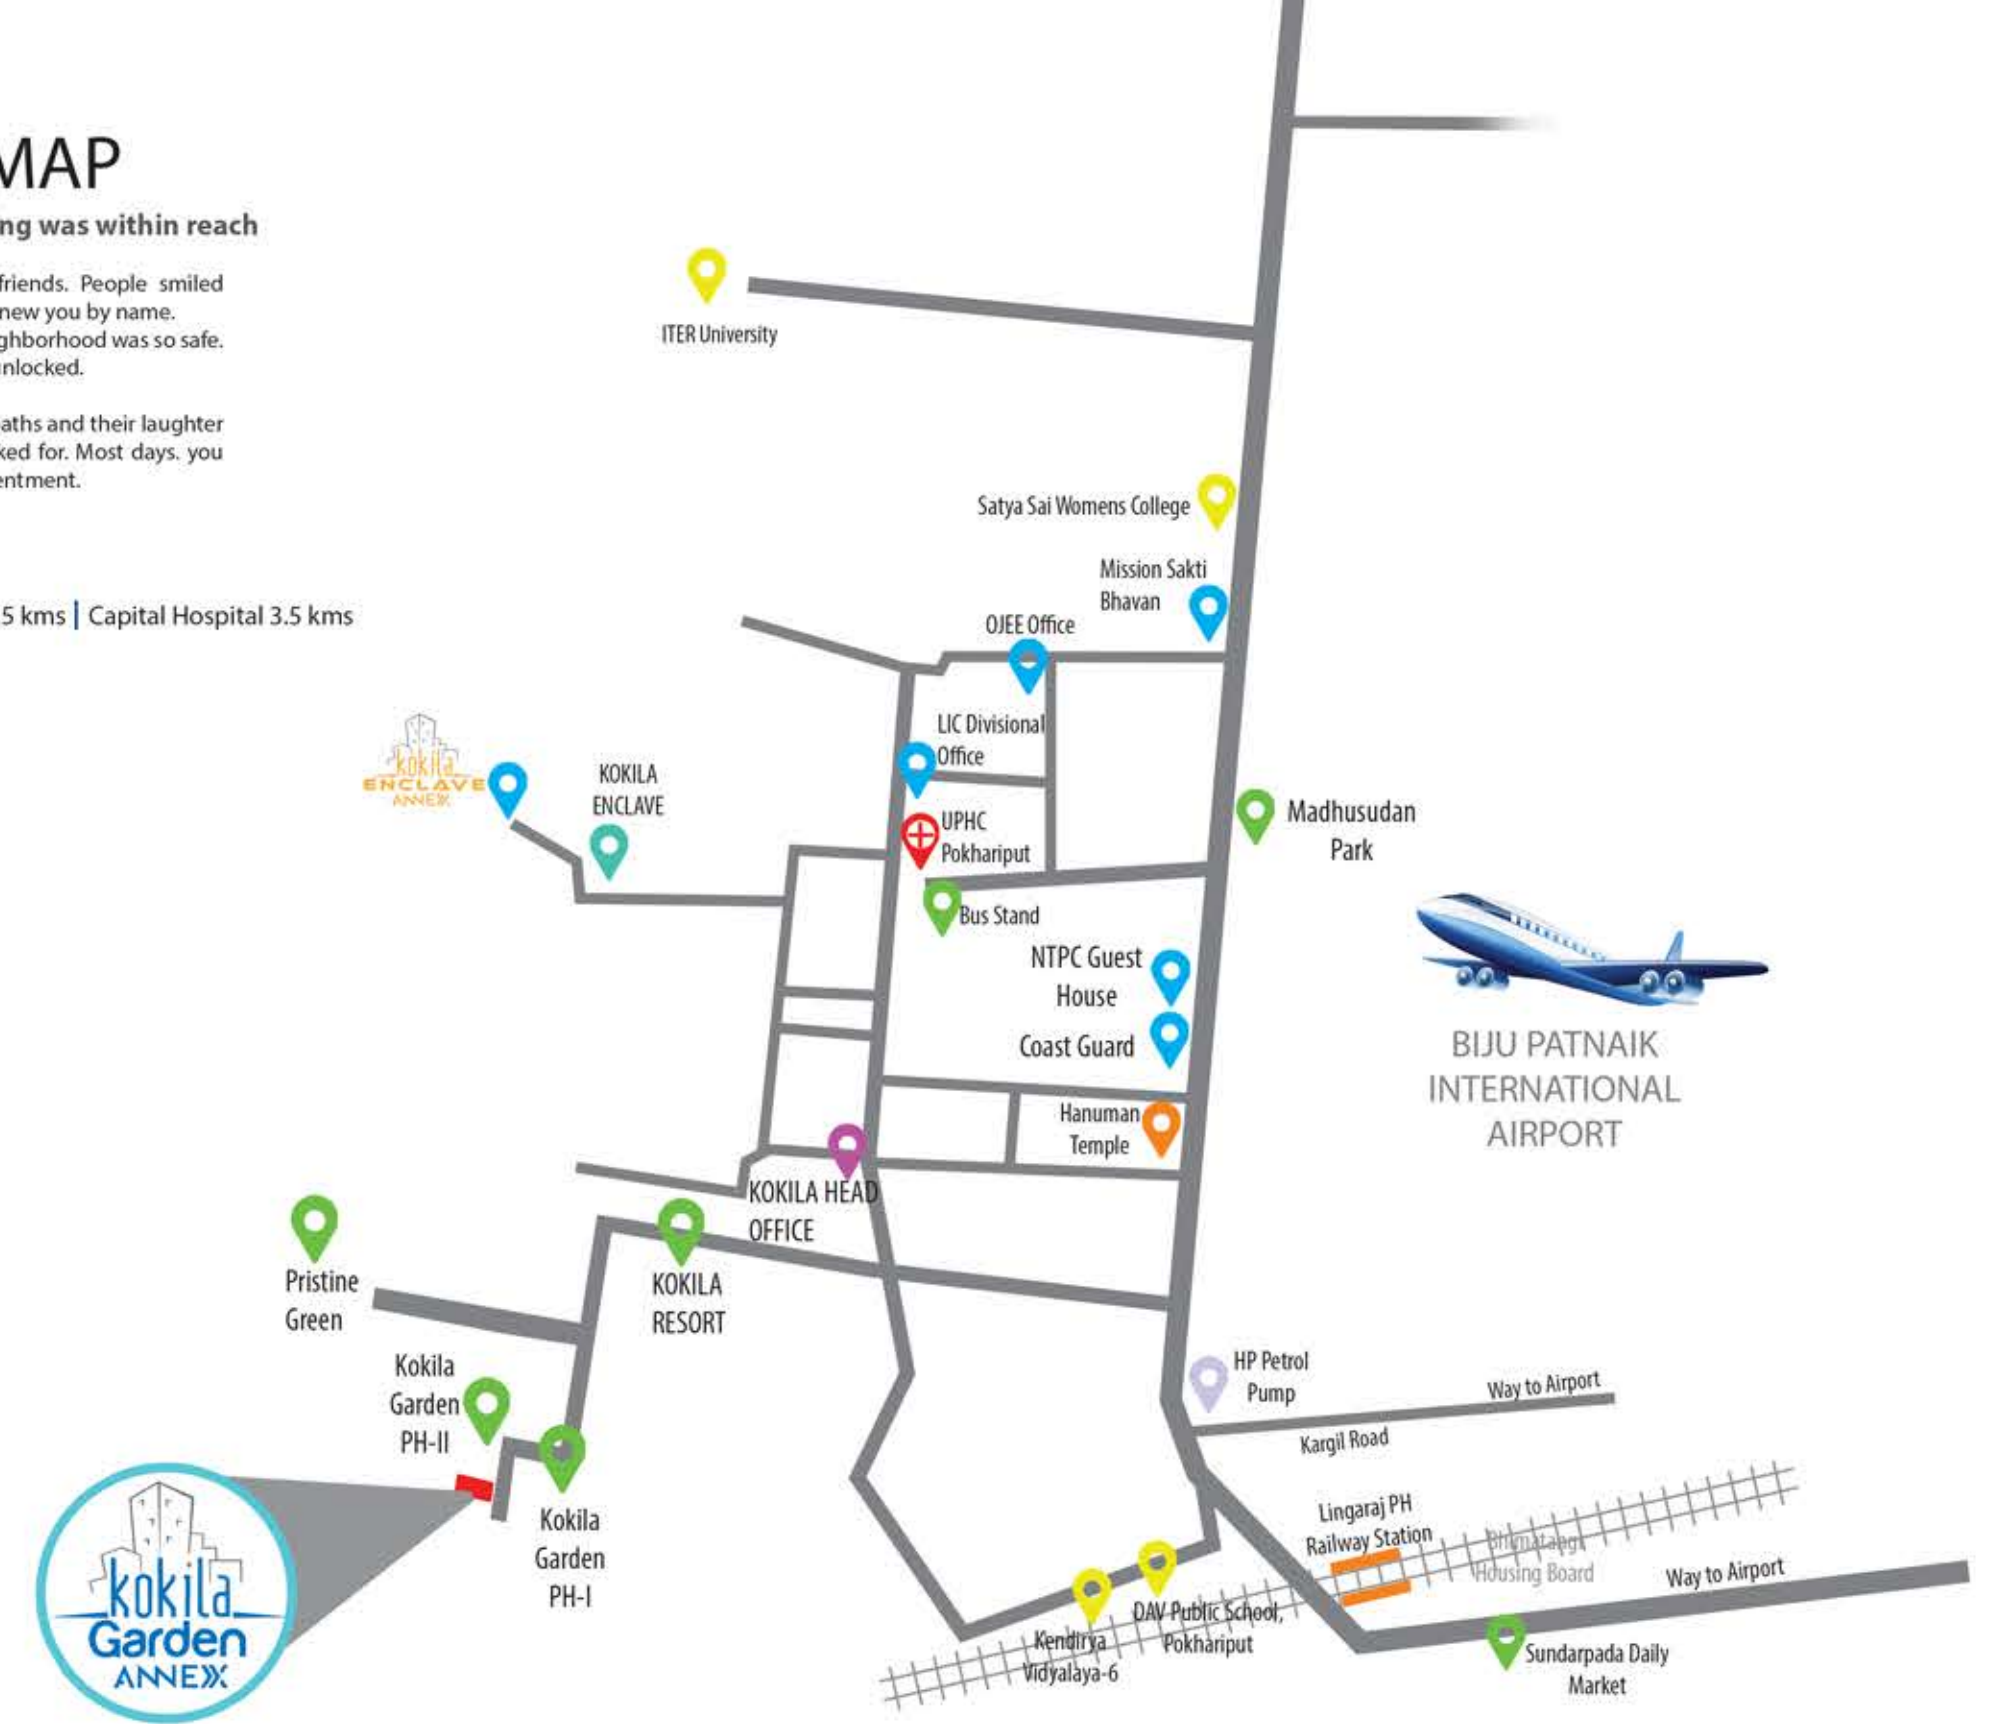 MAP
ng was within reach
friends. People smiled
new you by name.
ghborhood was so safe.
nlocked.
aths and their laughter
ked for. Most days. you
entment.
5 kms | Capital Hospital 3.5 kms
ITER University
Satya Sai Womens College
Mission Sakti
Bhavan
OJEE Office
LIC Divisional
Office
kokila
ENCLAVE
ANNEX
KOKILA
ENCLAVE
UPHC
Pokhariput
Bus Stand
Madhusudan
Park
NTPC Guest
House
Coast Guard
BIJU PATNAIK
INTERNATIONAL
AIRPORT
Hanuman
Temple
KOKILA HEAD
OFFICE
Pristine
Green
KOKILA
RESORT
Kokila
Garden
PH-II
HP Petrol
Pump
Way to Airport
Kargil Road
Kokila
Garden
PH-I
Lingaraj PH
Railway Station
Bhimatangi
Housing Board
Way to Airport
kokila
Garden
ANNEX
DAV Public School,
Pokhariput
Kendirya
Vidyalaya-6
Sundarpada Daily
Market